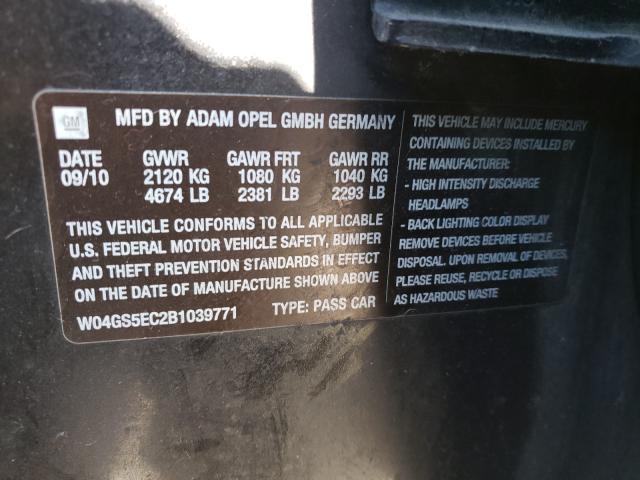 GM
MFD BY ADAM OPEL GMBH GERMANY
DATE GVWR GAWR FRT GAWR RR
09/10 2120 KG 1080 KG 1040 KG
4674 LB 2381 LB 2293 LB
THIS VEHICLE CONFORMS TO ALL APPLICABLE
U.S. FEDERAL MOTOR VEHICLE SAFETY, BUMPER
AND THEFT PREVENTION STANDARDS IN EFFECT
ON THE DATE OF MANUFACTURE SHOWN ABOVE
W04GS5EC2B1039771 TYPE: PASS CAR
THIS VEHICLE MAY INCLUDE MERCURY
CONTAINING DEVICES INSTALLED BY
THE MANUFACTURER:
- HIGH INTENSITY DISCHARGE
HEADLAMPS
- BACK LIGHTING COLOR DISPLAY
REMOVE DEVICES BEFORE VEHICLE
DISPOSAL. UPON REMOVAL OF DEVICES
PLEASE REUSE, RECYCLE OR DISPOSE
AS HAZARDOUS WASTE